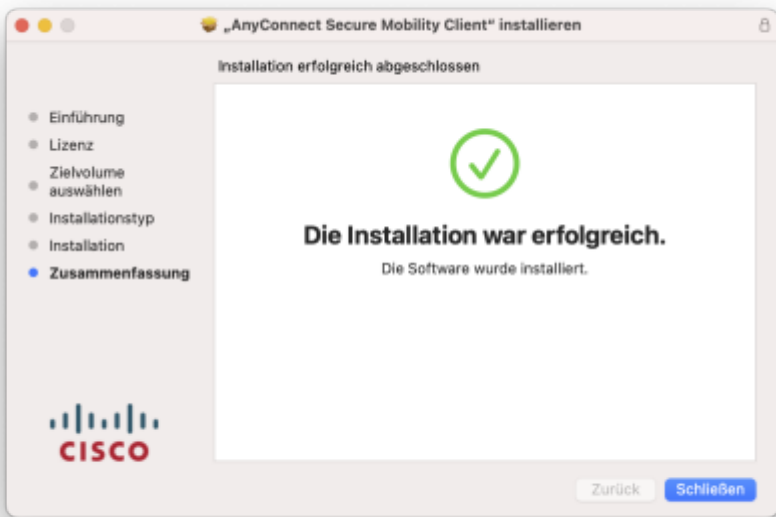 „AnyConnect Secure Mobility Client“ installieren
Installation erfolgreich abgeschlossen
Einführung
Lizenz
Zielvolume
auswählen
Installationstyp
Installation
Zusammenfassung
Die Installation war erfolgreich.
Die Software wurde installiert.
CISCO
Zurück
Schließen